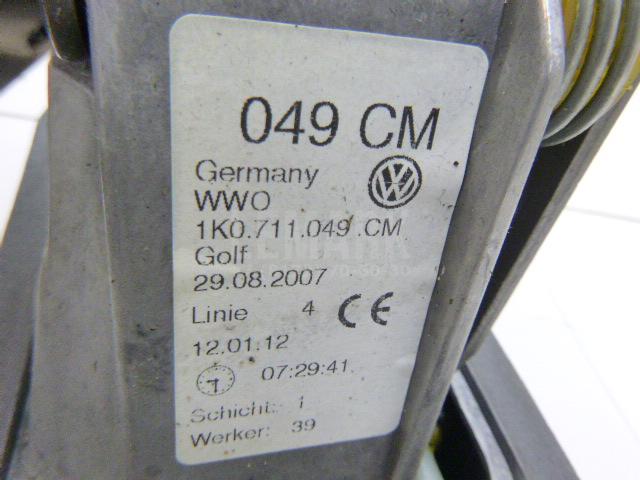 049 CM
Germany
WWO
1K0.711.049 .CM
Golf
29.08.2007
Linie 4 CE
12.01.12
07:29:41
Schicht: 1
Werker: 39